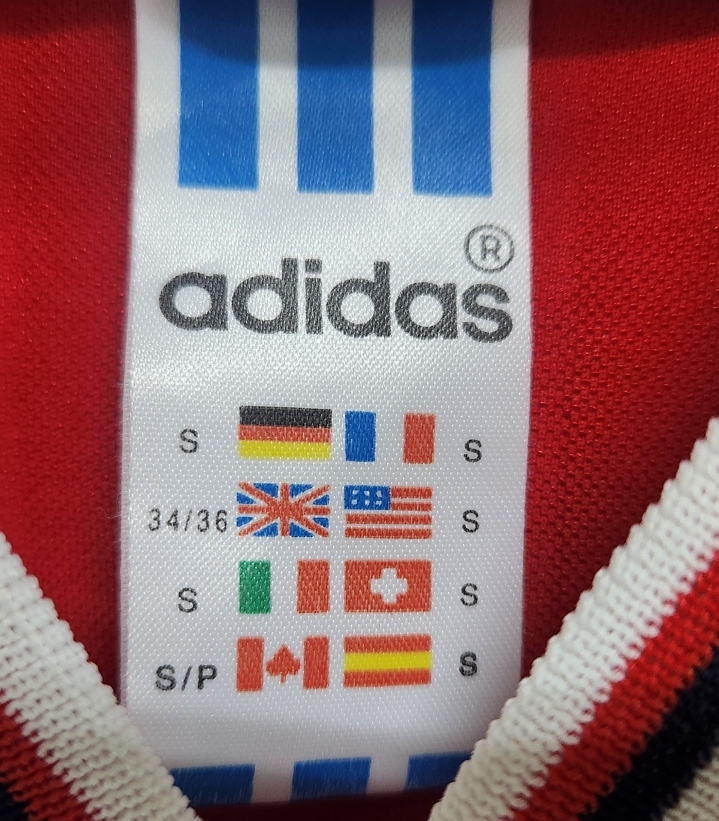 ®
adidas
S S
34/36 S
S S
S/P S